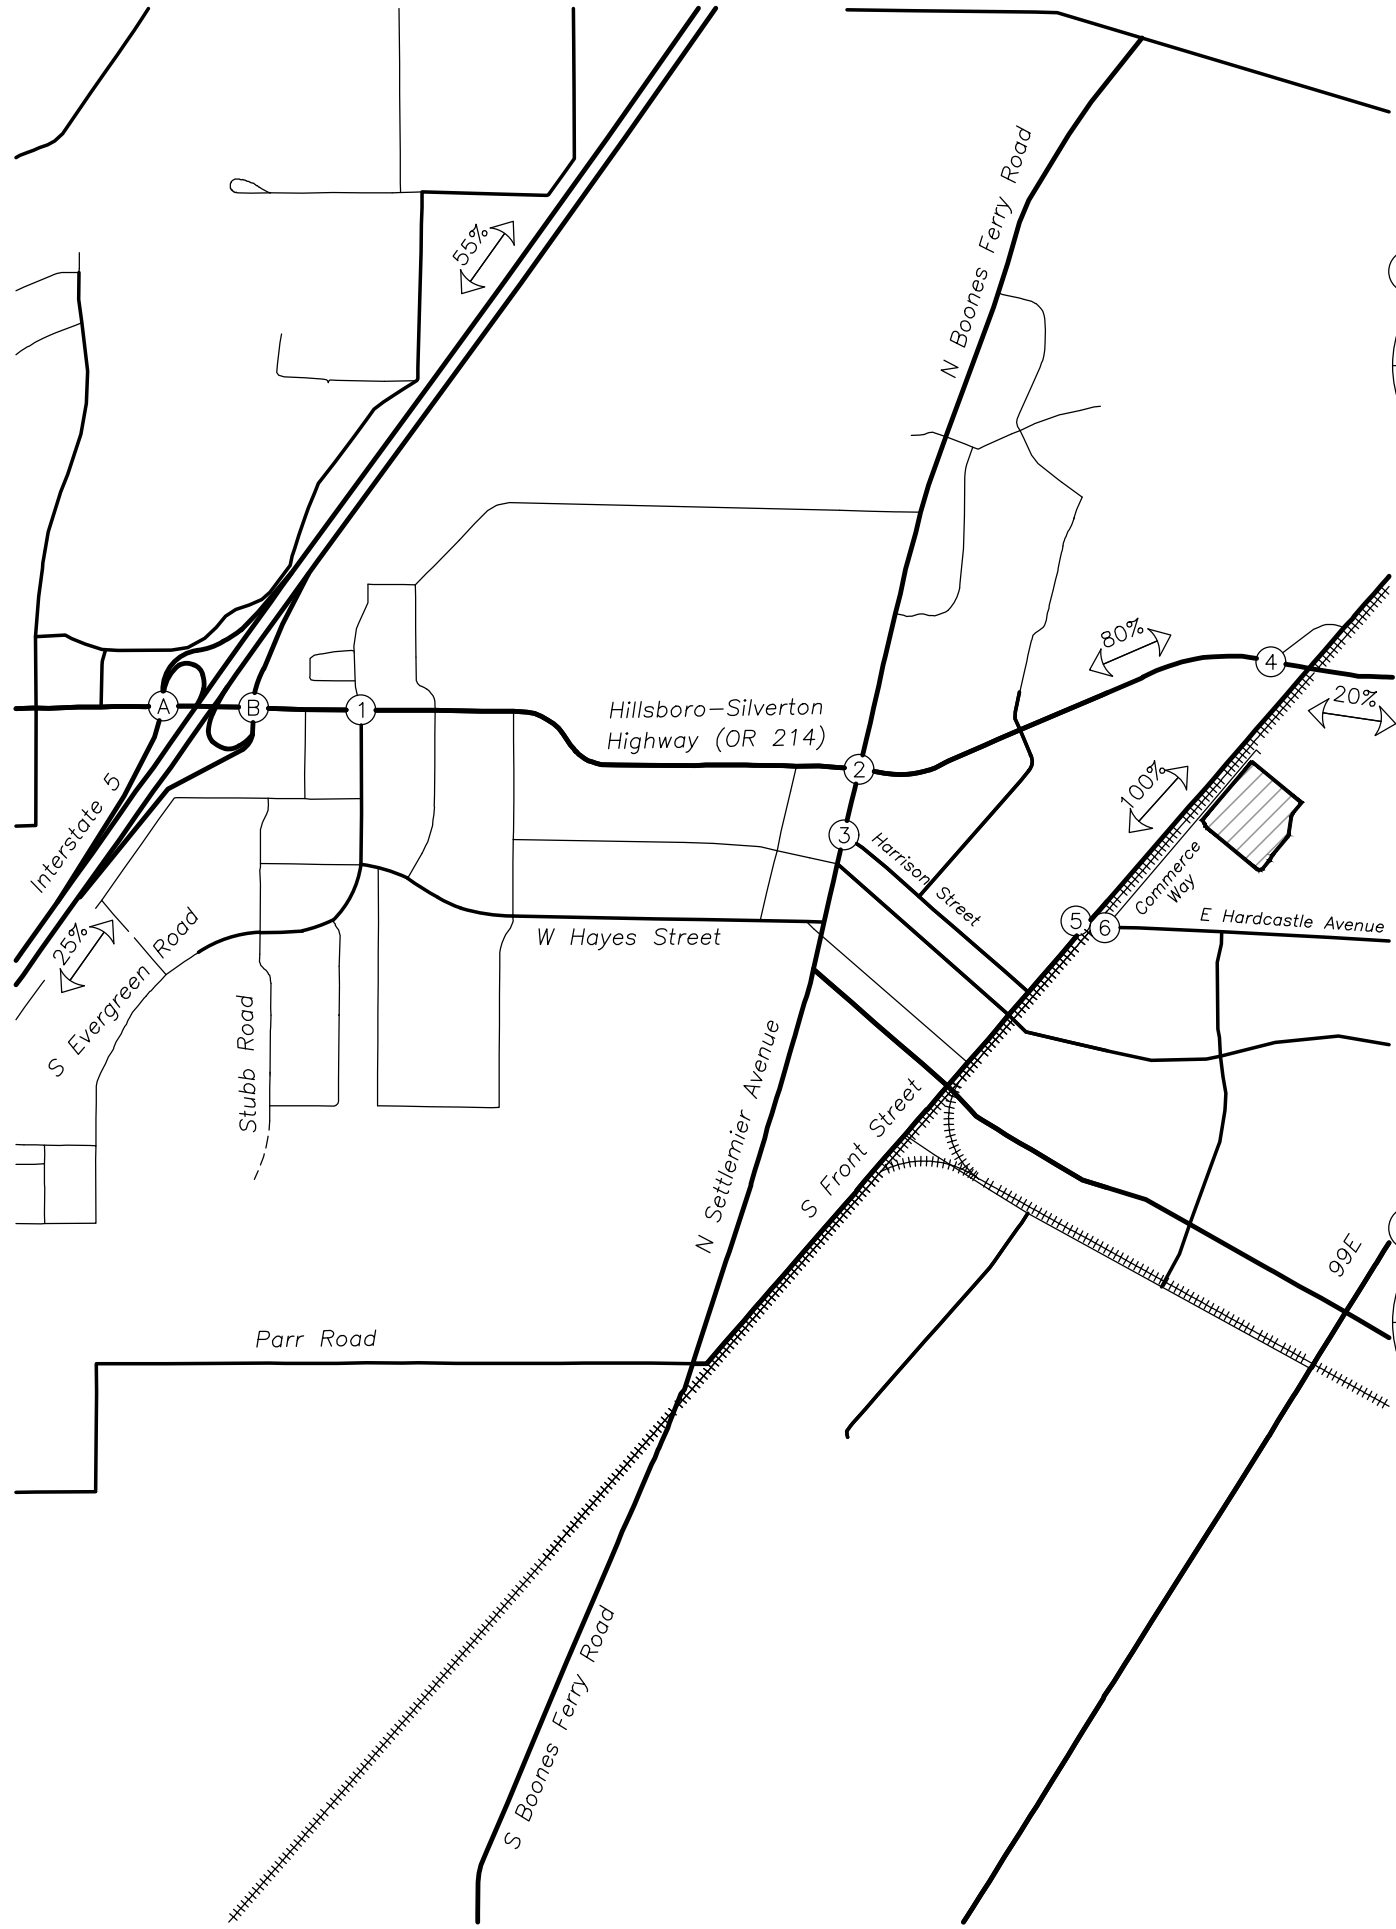 N Boones Ferry Road
55%
80%
4
20%
A
B
1
Hillsboro–Silverton
Highway (OR 214)
2
100%
Interstate 5
3
Harrison Street
Commerce
Way
25%
S Evergreen Road
W Hayes Street
5
6
E Hardcastle Avenue
Stubb Road
N Settlemier Avenue
S Front Street
99E
Parr Road
S Boones Ferry Road